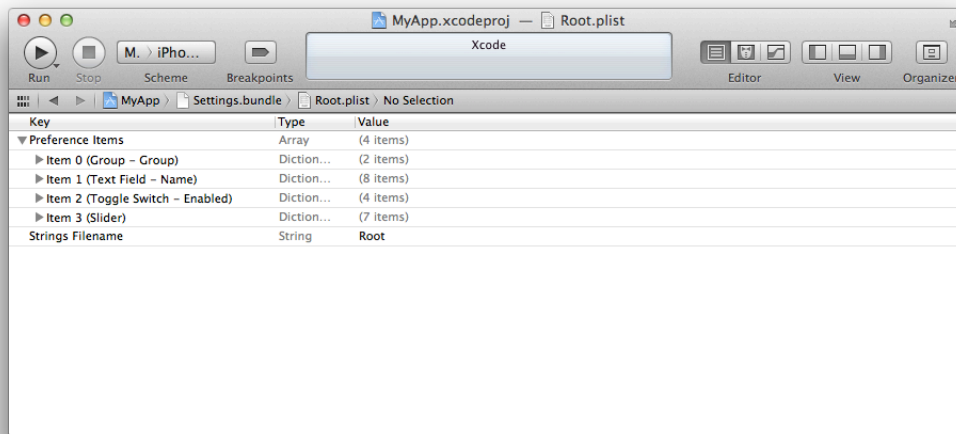 MyApp.xcodeproj — Root.plist
M. 〉 iPho...
Xcode
Run Stop Scheme Breakpoints Editor View Organizer
MyApp 〉 Settings.bundle 〉 Root.plist 〉 No Selection
Key Type Value
Preference Items Array (4 items)
Item 0 (Group – Group) Diction... (2 items)
Item 1 (Text Field – Name) Diction... (8 items)
Item 2 (Toggle Switch – Enabled) Diction... (4 items)
Item 3 (Slider) Diction... (7 items)
Strings Filename String Root